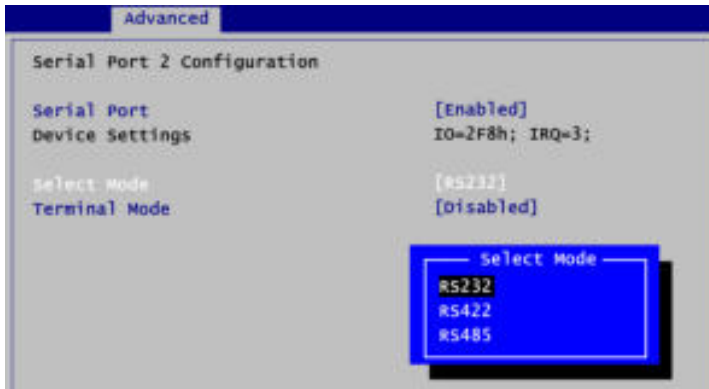 Advanced
Serial Port 2 Configuration
Serial Port [Enabled]
Device Settings IO=2F8h; IRQ=3;
Select Mode [RS232]
Terminal Mode [Disabled]
Select Mode
RS232
RS422
RS485